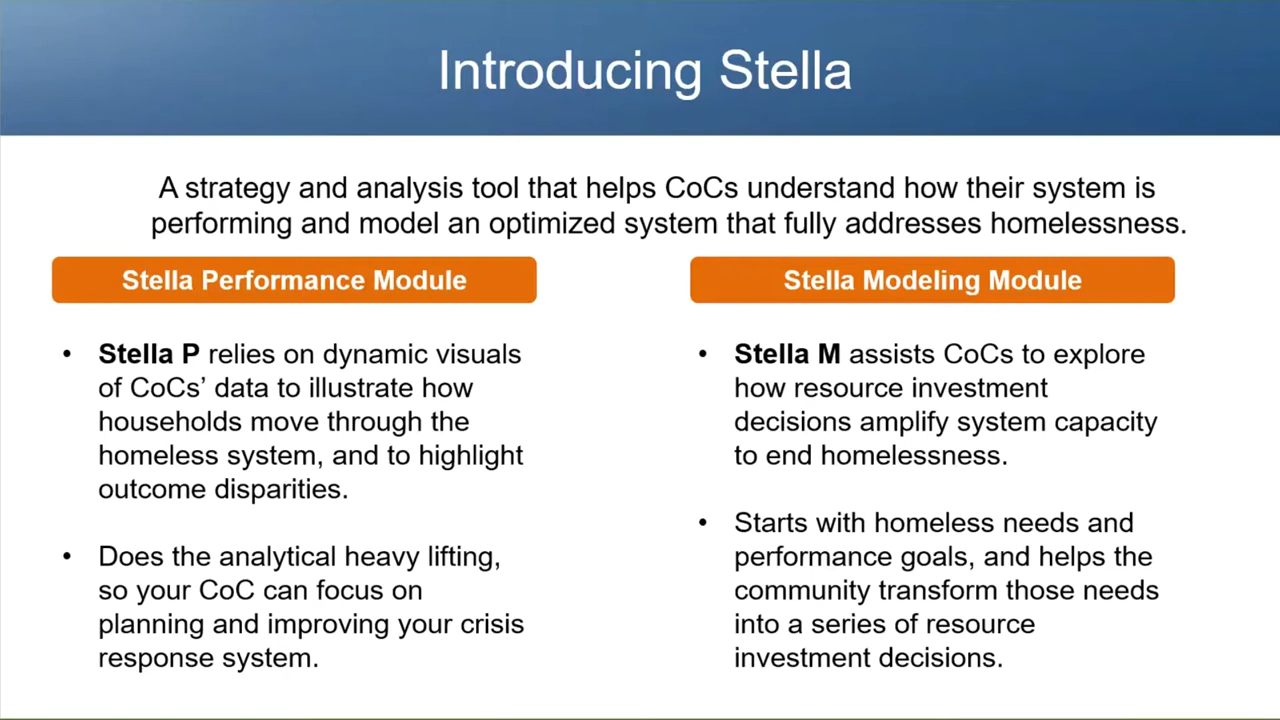 Introducing Stella
A strategy and analysis tool that helps CoCs understand how their system is
performing and model an optimized system that fully addresses homelessness.
Stella Performance Module
• Stella P relies on dynamic visuals
of CoCs’ data to illustrate how
households move through the
homeless system, and to highlight
outcome disparities.
• Does the analytical heavy lifting,
so your CoC can focus on
planning and improving your crisis
response system.
Stella Modeling Module
• Stella M assists CoCs to explore
how resource investment
decisions amplify system capacity
to end homelessness.
• Starts with homeless needs and
performance goals, and helps the
community transform those needs
into a series of resource
investment decisions.